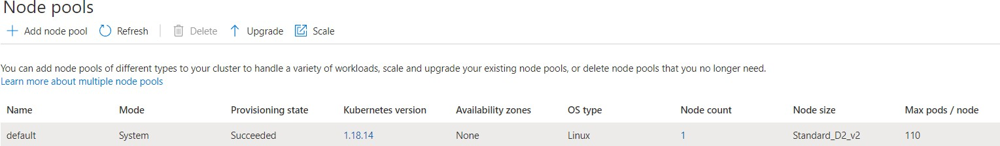 Node pools
Add node pool Refresh Delete Upgrade Scale
You can add node pools of different types to your cluster to handle a variety of workloads, scale and upgrade your existing node pools, or delete node pools that you no longer need.
Learn more about multiple node pools
Name Mode Provisioning state Kubernetes version Availability zones OS type Node count Node size Max pods / node
default System Succeeded 1.18.14 None Linux 1 Standard_D2_v2 110